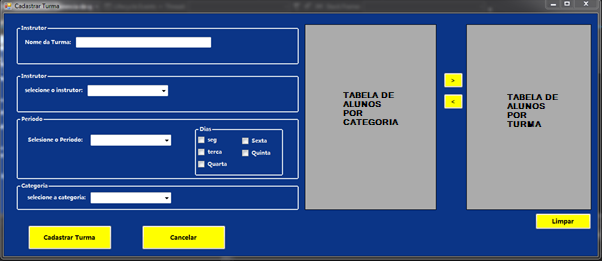 Cadastrar Turma
Instrutor
Nome da Turma:
Instrutor
selecione o instrutor:
Periodo
Selecione o Periodo:
Dias
seg
Sexta
terca
Quinta
Quarta
Categoria
selecione a categoria:
TABELA DE
ALUNOS
POR
CATEGORIA
>
<
TABELA DE
ALUNOS
POR
TURMA
Limpar
Cadastrar Turma
Cancelar